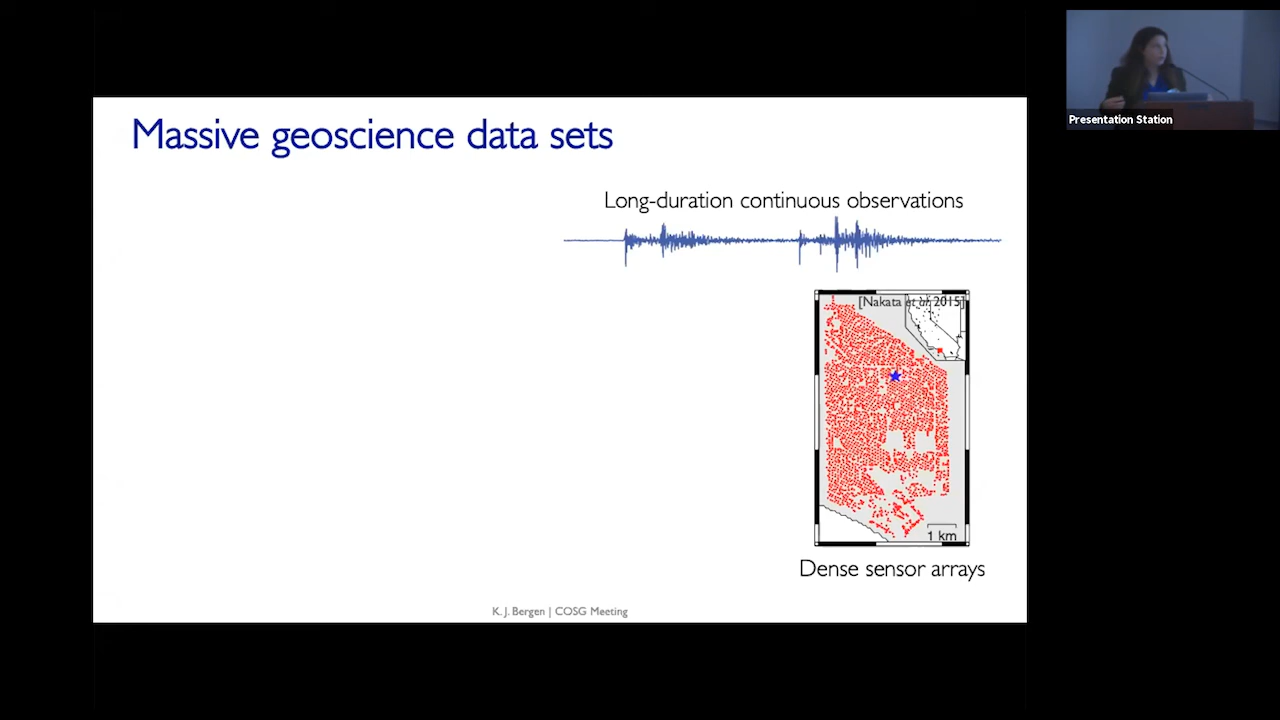 Massive geoscience data sets
Long-duration continuous observations
[Nakata et al 2015]
1 km
Dense sensor arrays
K. J. Bergen | COSG Meeting
Presentation Station